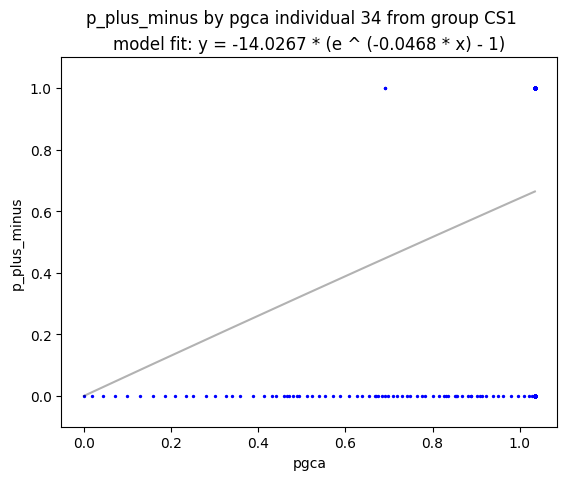 p_plus_minus by pgca individual 34 from group CS1
model fit: y = -14.0267 * (e ^ (-0.0468 * x) - 1)
1.0
0.8
0.6
0.4
0.2
0.0
p_plus_minus
0.0 0.2 0.4 0.6 0.8 1.0
pgca